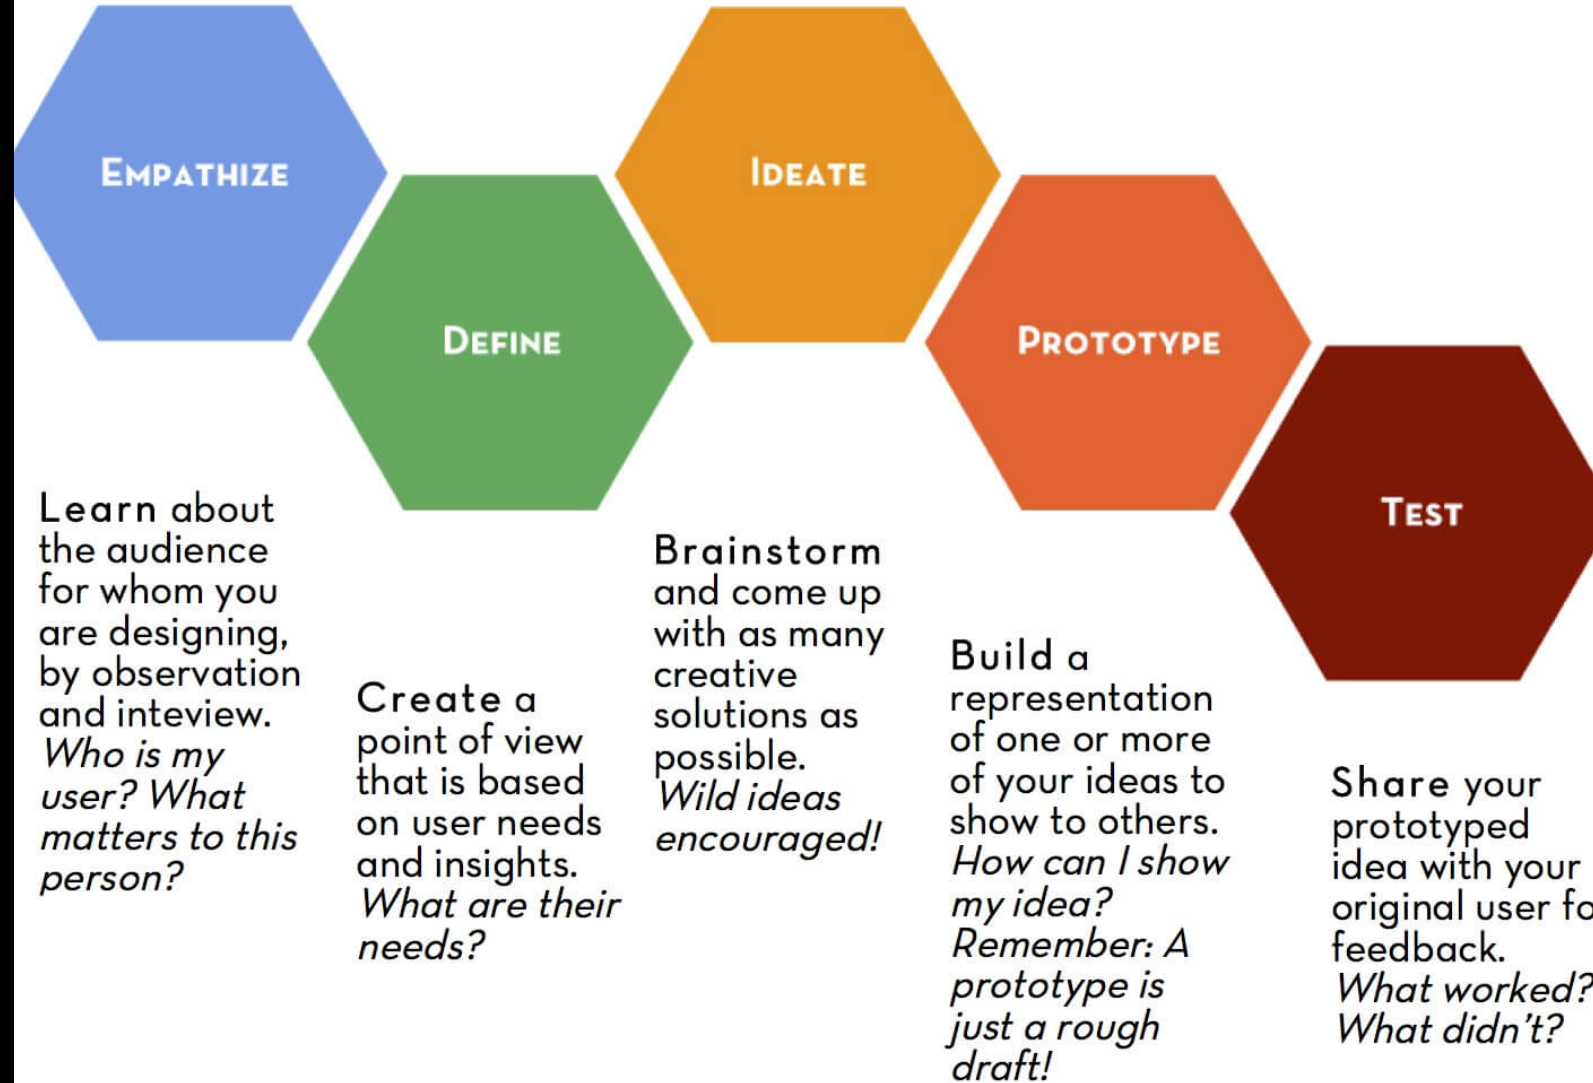 EMPATHIZE
DEFINE
IDEATE
PROTOTYPE
TEST
Learn about
the audience
for whom you
are designing,
by observation
and inteview.
Who is my
user? What
matters to this
person?
Create a
point of view
that is based
on user needs
and insights.
What are their
needs?
Brainstorm
and come up
with as many
creative
solutions as
possible.
Wild ideas
encouraged!
Build a
representation
of one or more
of your ideas to
show to others.
How can I show
my idea?
Remember: A
prototype is
just a rough
draft!
Share your
prototyped
idea with your
original user fo
feedback.
What worked?
What didn't?